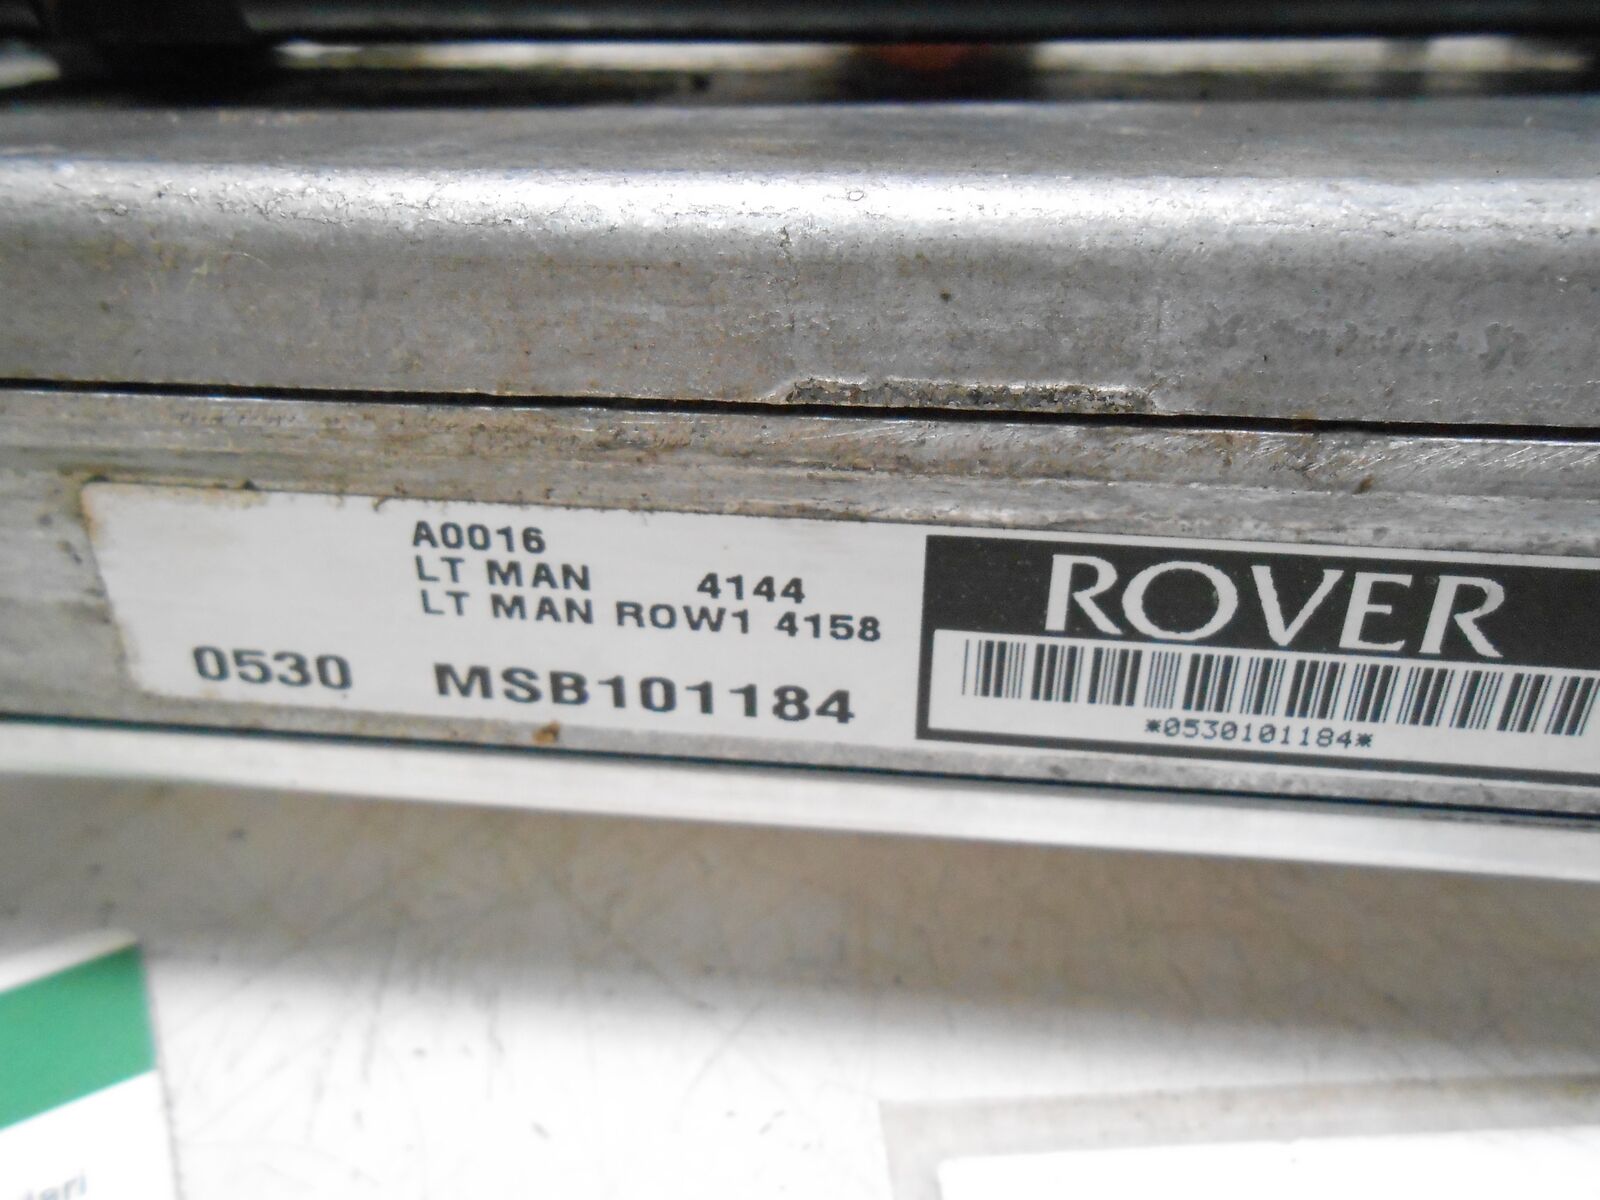 A0016
LT MAN 4144
LT MAN ROW1 4158
0530 MSB101184
ROVER
*0530101184*